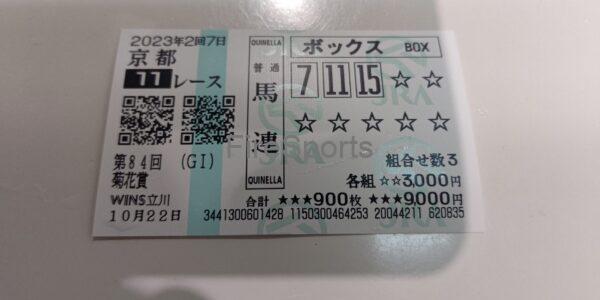 2023年2回7日
京都
11レース
第84回 (GI)
菊花賞
WINS立川
10月22日
QUINELLA
普通
馬連
QUINELLA
ボックス BOX
7 11 15 ☆ ☆
☆ ☆ ☆ ☆ ☆
組合せ数3
各組 ☆☆3,000円
合計 ★★★900枚 ★★★9,000円
3441300601428 1150300464253 20044211 620835
JRA
JRA
FireSports